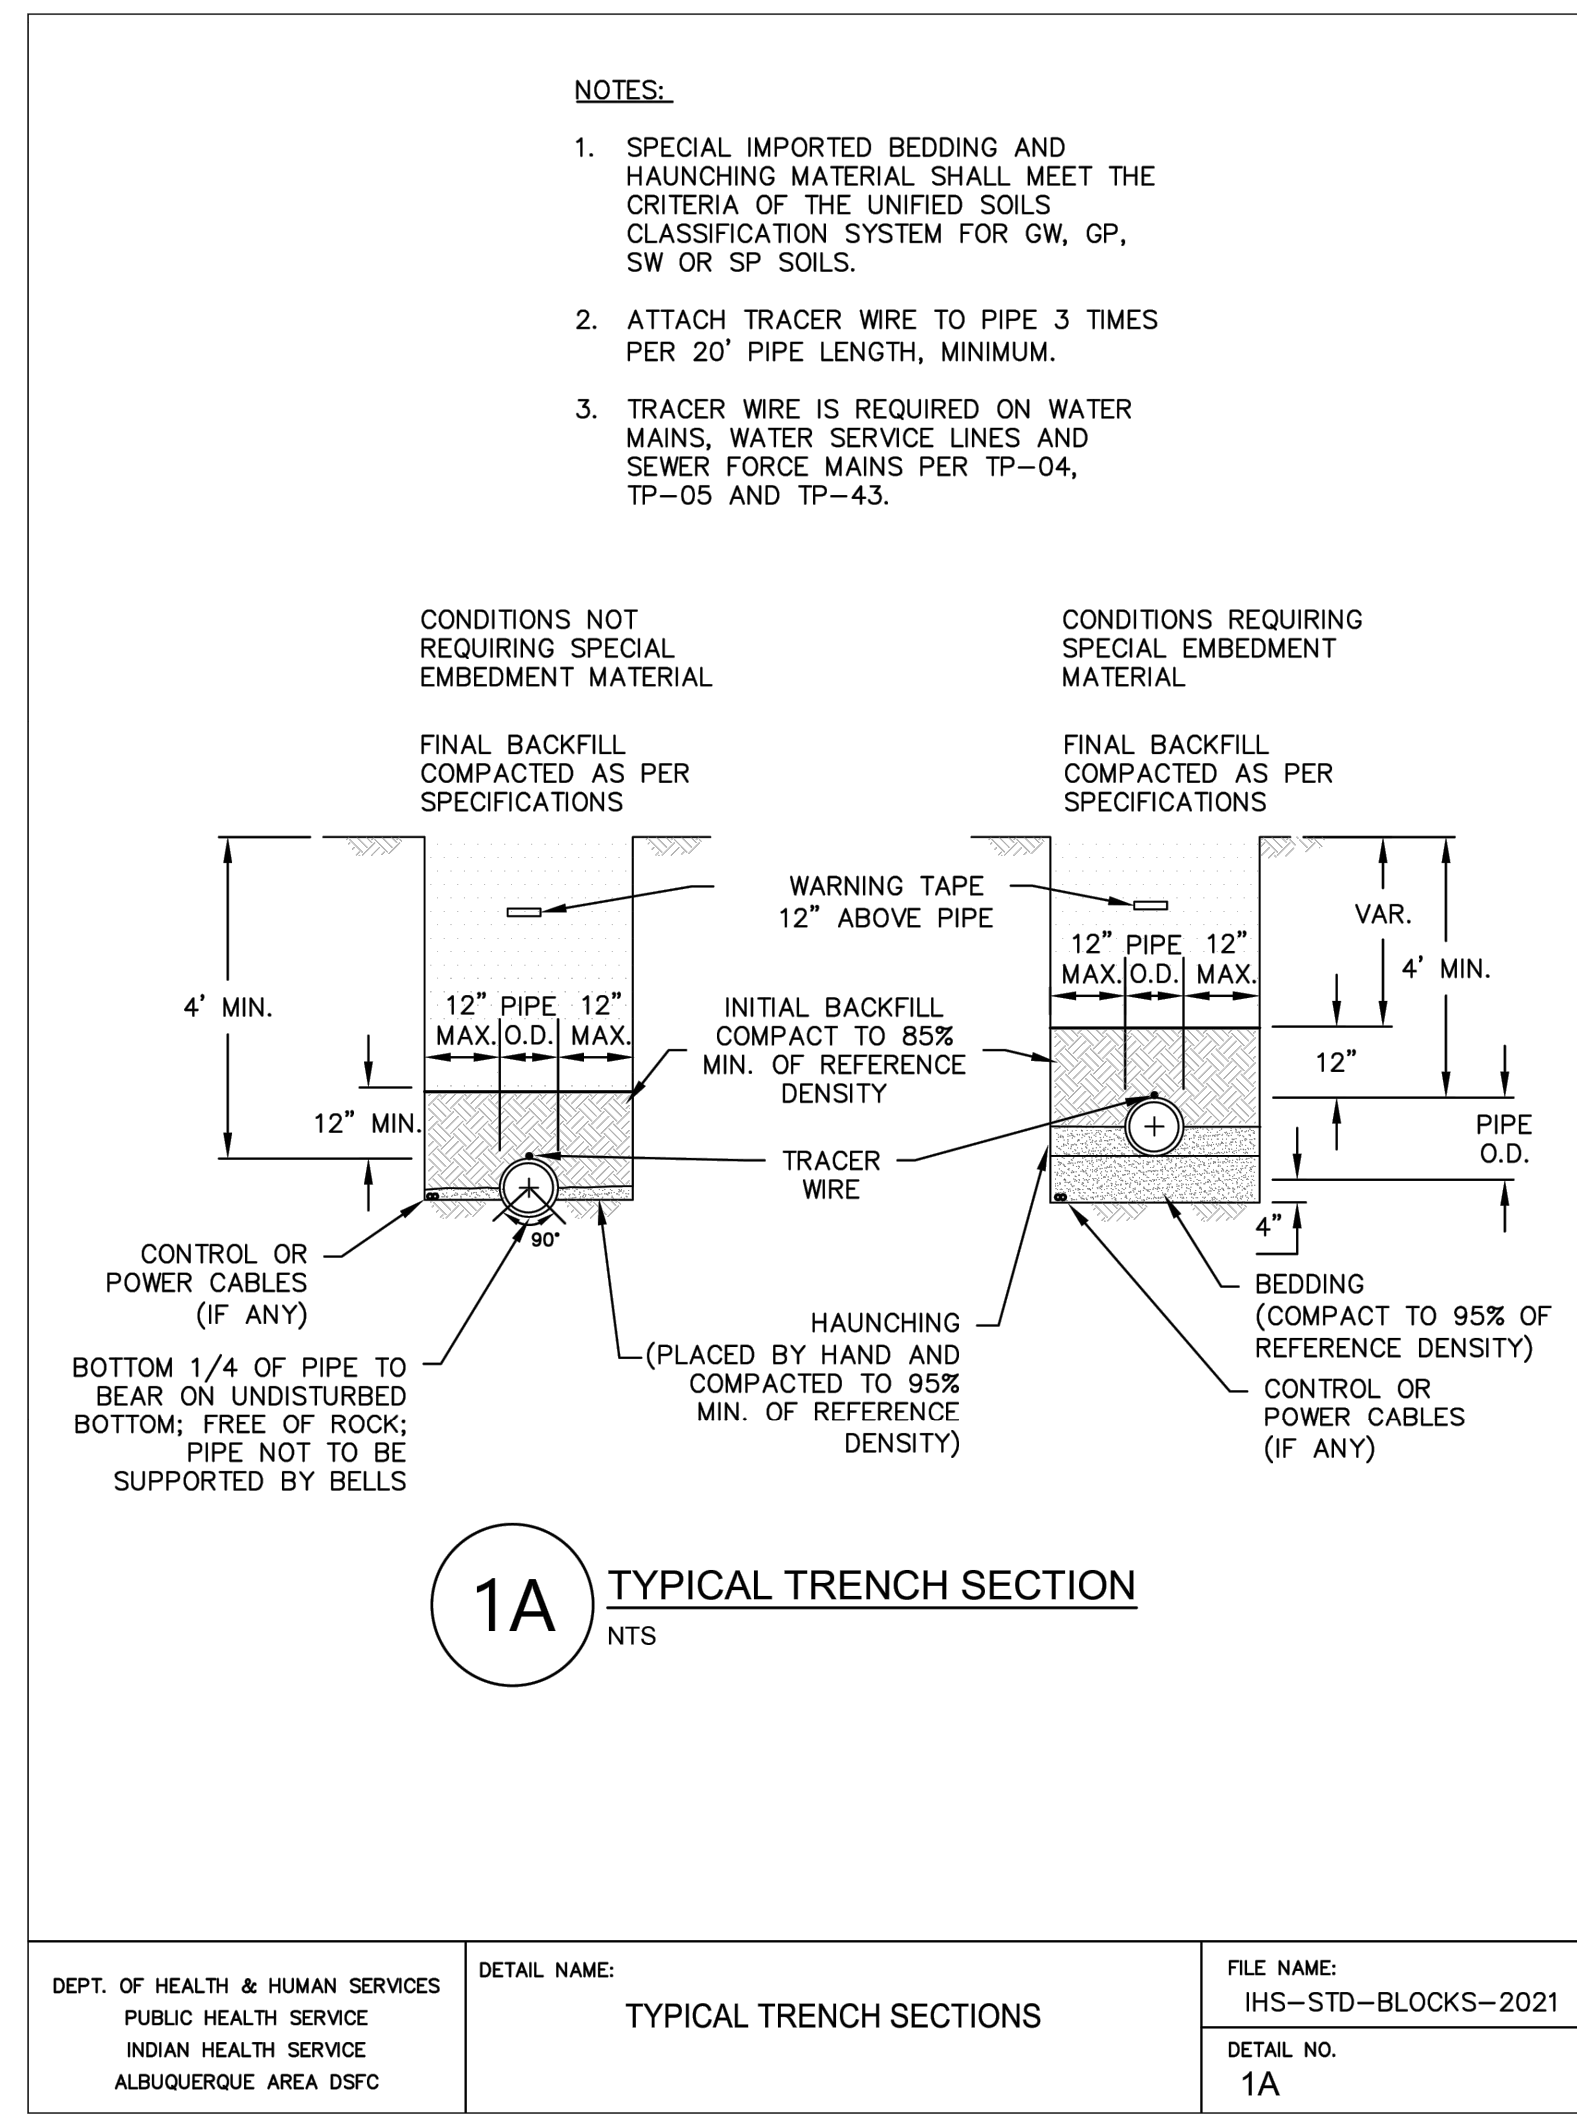 NOTES:
1. SPECIAL IMPORTED BEDDING AND
HAUNCHING MATERIAL SHALL MEET THE
CRITERIA OF THE UNIFIED SOILS
CLASSIFICATION SYSTEM FOR GW, GP,
SW OR SP SOILS.
2. ATTACH TRACER WIRE TO PIPE 3 TIMES
PER 20' PIPE LENGTH, MINIMUM.
3. TRACER WIRE IS REQUIRED ON WATER
MAINS, WATER SERVICE LINES AND
SEWER FORCE MAINS PER TP-04,
TP-05 AND TP-43.
CONDITIONS NOT
REQUIRING SPECIAL
EMBEDMENT MATERIAL
FINAL BACKFILL
COMPACTED AS PER
SPECIFICATIONS
CONDITIONS REQUIRING
SPECIAL EMBEDMENT
MATERIAL
FINAL BACKFILL
COMPACTED AS PER
SPECIFICATIONS
4' MIN.
12" MIN.
12" PIPE 12"
MAX. O.D. MAX.
WARNING TAPE
12" ABOVE PIPE
INITIAL BACKFILL
COMPACT TO 85%
MIN. OF REFERENCE
DENSITY
TRACER
WIRE
12" PIPE 12"
MAX. O.D. MAX.
VAR.
4' MIN.
12"
PIPE
O.D.
4"
90°
CONTROL OR
POWER CABLES
(IF ANY)
BOTTOM 1/4 OF PIPE TO
BEAR ON UNDISTURBED
BOTTOM; FREE OF ROCK;
PIPE NOT TO BE
SUPPORTED BY BELLS
HAUNCHING
(PLACED BY HAND AND
COMPACTED TO 95%
MIN. OF REFERENCE
DENSITY)
BEDDING
(COMPACT TO 95% OF
REFERENCE DENSITY)
CONTROL OR
POWER CABLES
(IF ANY)
1A
TYPICAL TRENCH SECTION
NTS
DEPT. OF HEALTH & HUMAN SERVICES
PUBLIC HEALTH SERVICE
INDIAN HEALTH SERVICE
ALBUQUERQUE AREA DSFC
DETAIL NAME:
TYPICAL TRENCH SECTIONS
FILE NAME:
IHS-STD-BLOCKS-2021
DETAIL NO.
1A